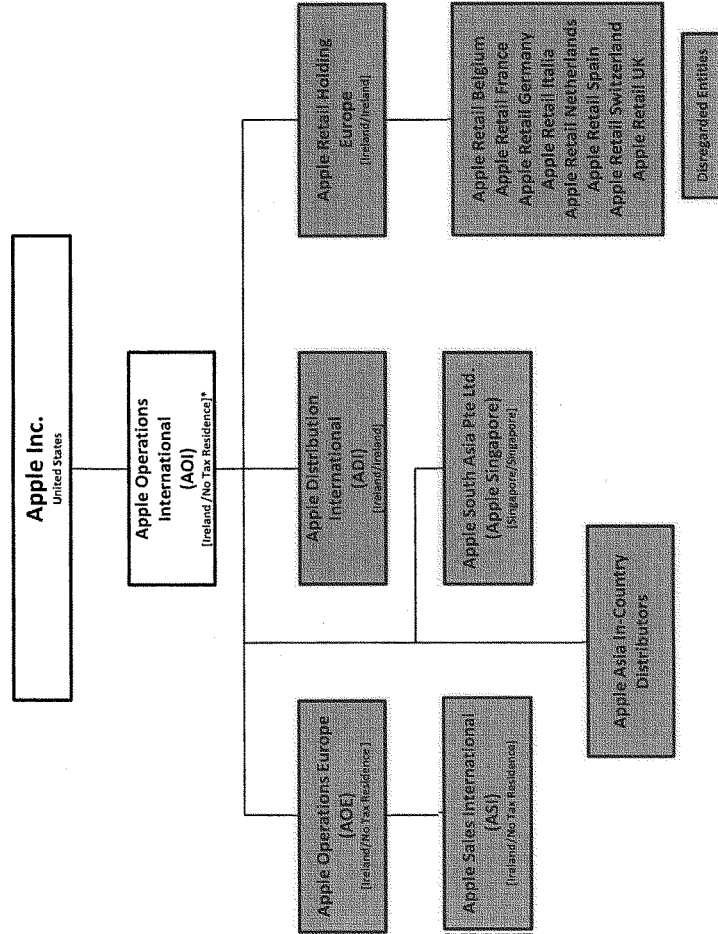 Apple Inc.
United States
Apple Operations
International
(AOI)
[Ireland /No Tax Residence]*
Apple Operations Europe
(AOE)
[Ireland/No Tax Residence ]
Apple Distribution
International
(ADI)
[Ireland/Ireland]
Apple Retail Holding
Europe
[Ireland/Ireland]
Apple Sales International
(ASI)
[Ireland/No Tax Residence]
Apple South Asia Pte Ltd.
(Apple Singapore)
[Singapore/Singapore]
Apple Retail Belgium
Apple Retail France
Apple Retail Germany
Apple Retail Italia
Apple Retail Netherlands
Apple Retail Spain
Apple Retail Switzerland
Apple Retail UK
Apple Asia In-Country
Distributors
Disregarded Entities